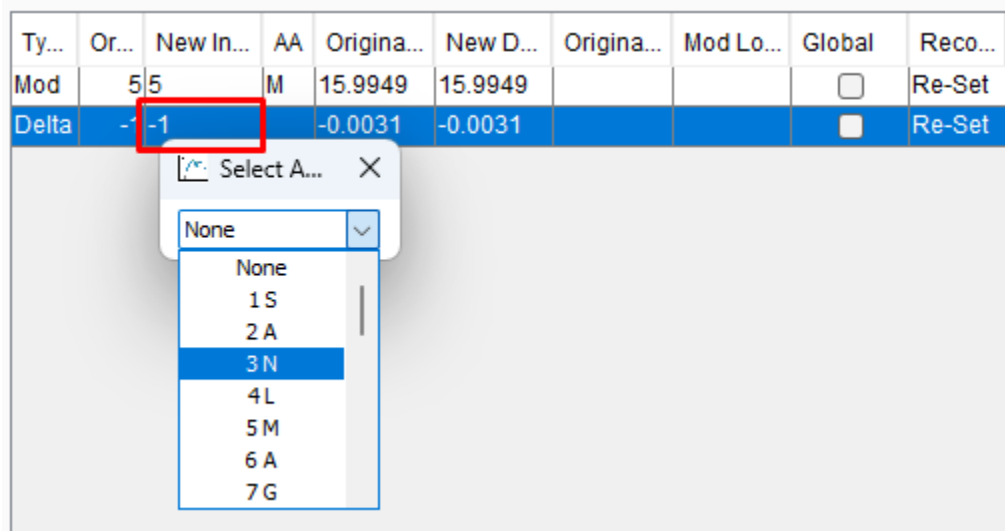 Ty... Or... New In... AA Origina... New D... Origina... Mod Lo... Global Reco...
Mod 5 5 M 15.9949 15.9949 Re-Set
Delta -1 -1 -0.0031 -0.0031 Re-Set
Select A...
None
None
1 S
2 A
3 N
4 L
5 M
6 A
7 G